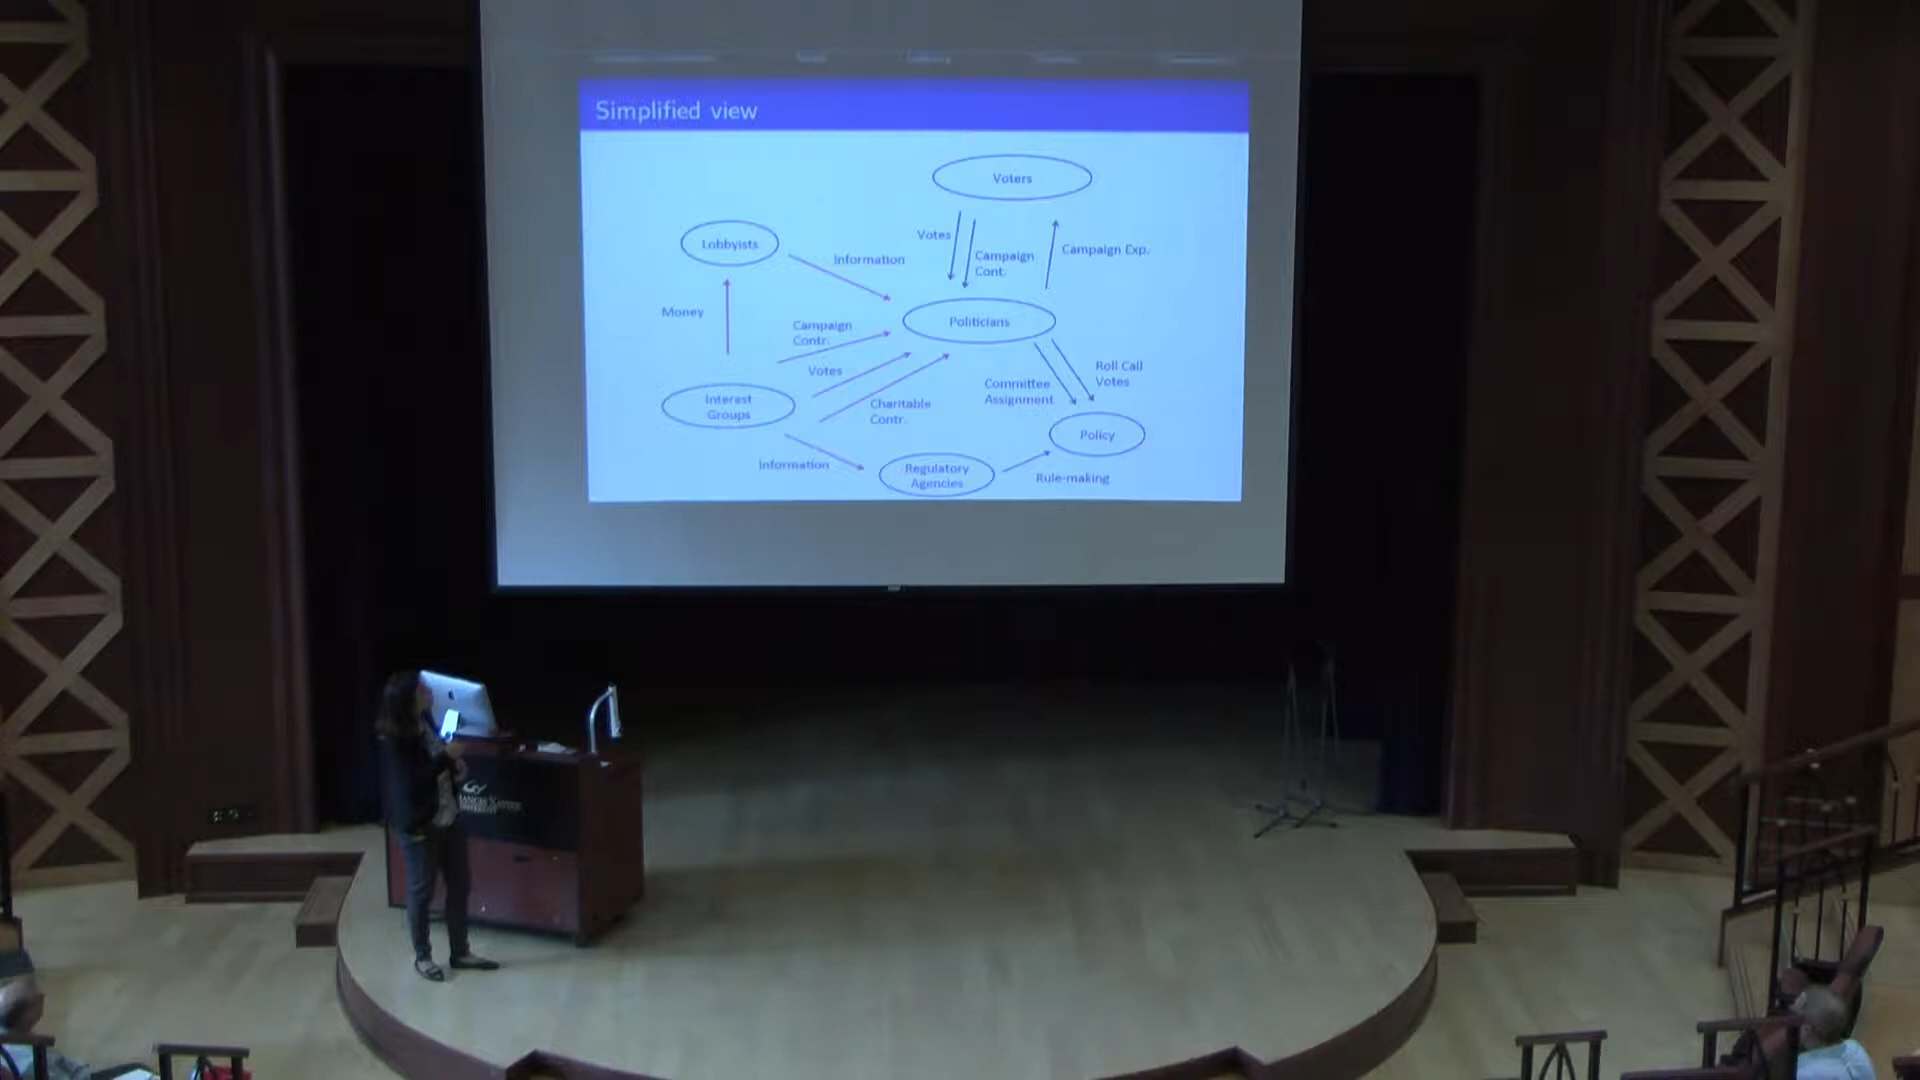 Simplified view
Voters
Lobbyists
Votes
Information
Campaign
Cont.
Campaign Exp.
Money
Campaign
Contr.
Politicians
Votes
Roll Call
Votes
Committee
Assignment
Interest
Groups
Charitable
Contr.
Policy
Information
Regulatory
Agencies
Rule-making